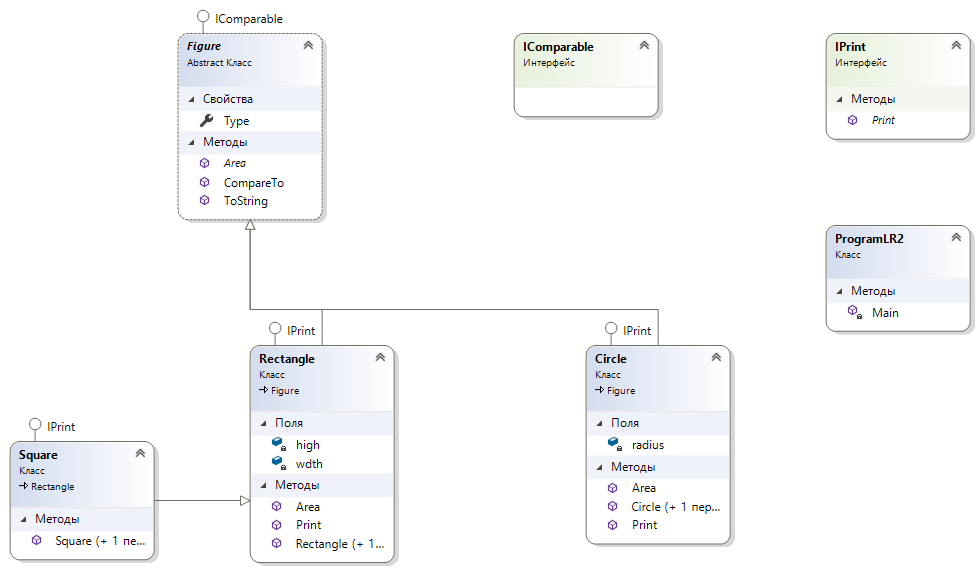 IComparable
Figure
Abstract Класс
Свойства
Type
Методы
Area
CompareTo
ToString
IComparable
Интерфейс
IPrint
Интерфейс
Методы
Print
ProgramLR2
Класс
Методы
Main
IPrint
Rectangle
Класс
Figure
Поля
high
wdth
Методы
Area
Print
Rectangle (+ 1...
IPrint
Circle
Класс
Figure
Поля
radius
Методы
Area
Circle (+ 1 пер...
Print
IPrint
Square
Класс
Rectangle
Методы
Square (+ 1 пе...